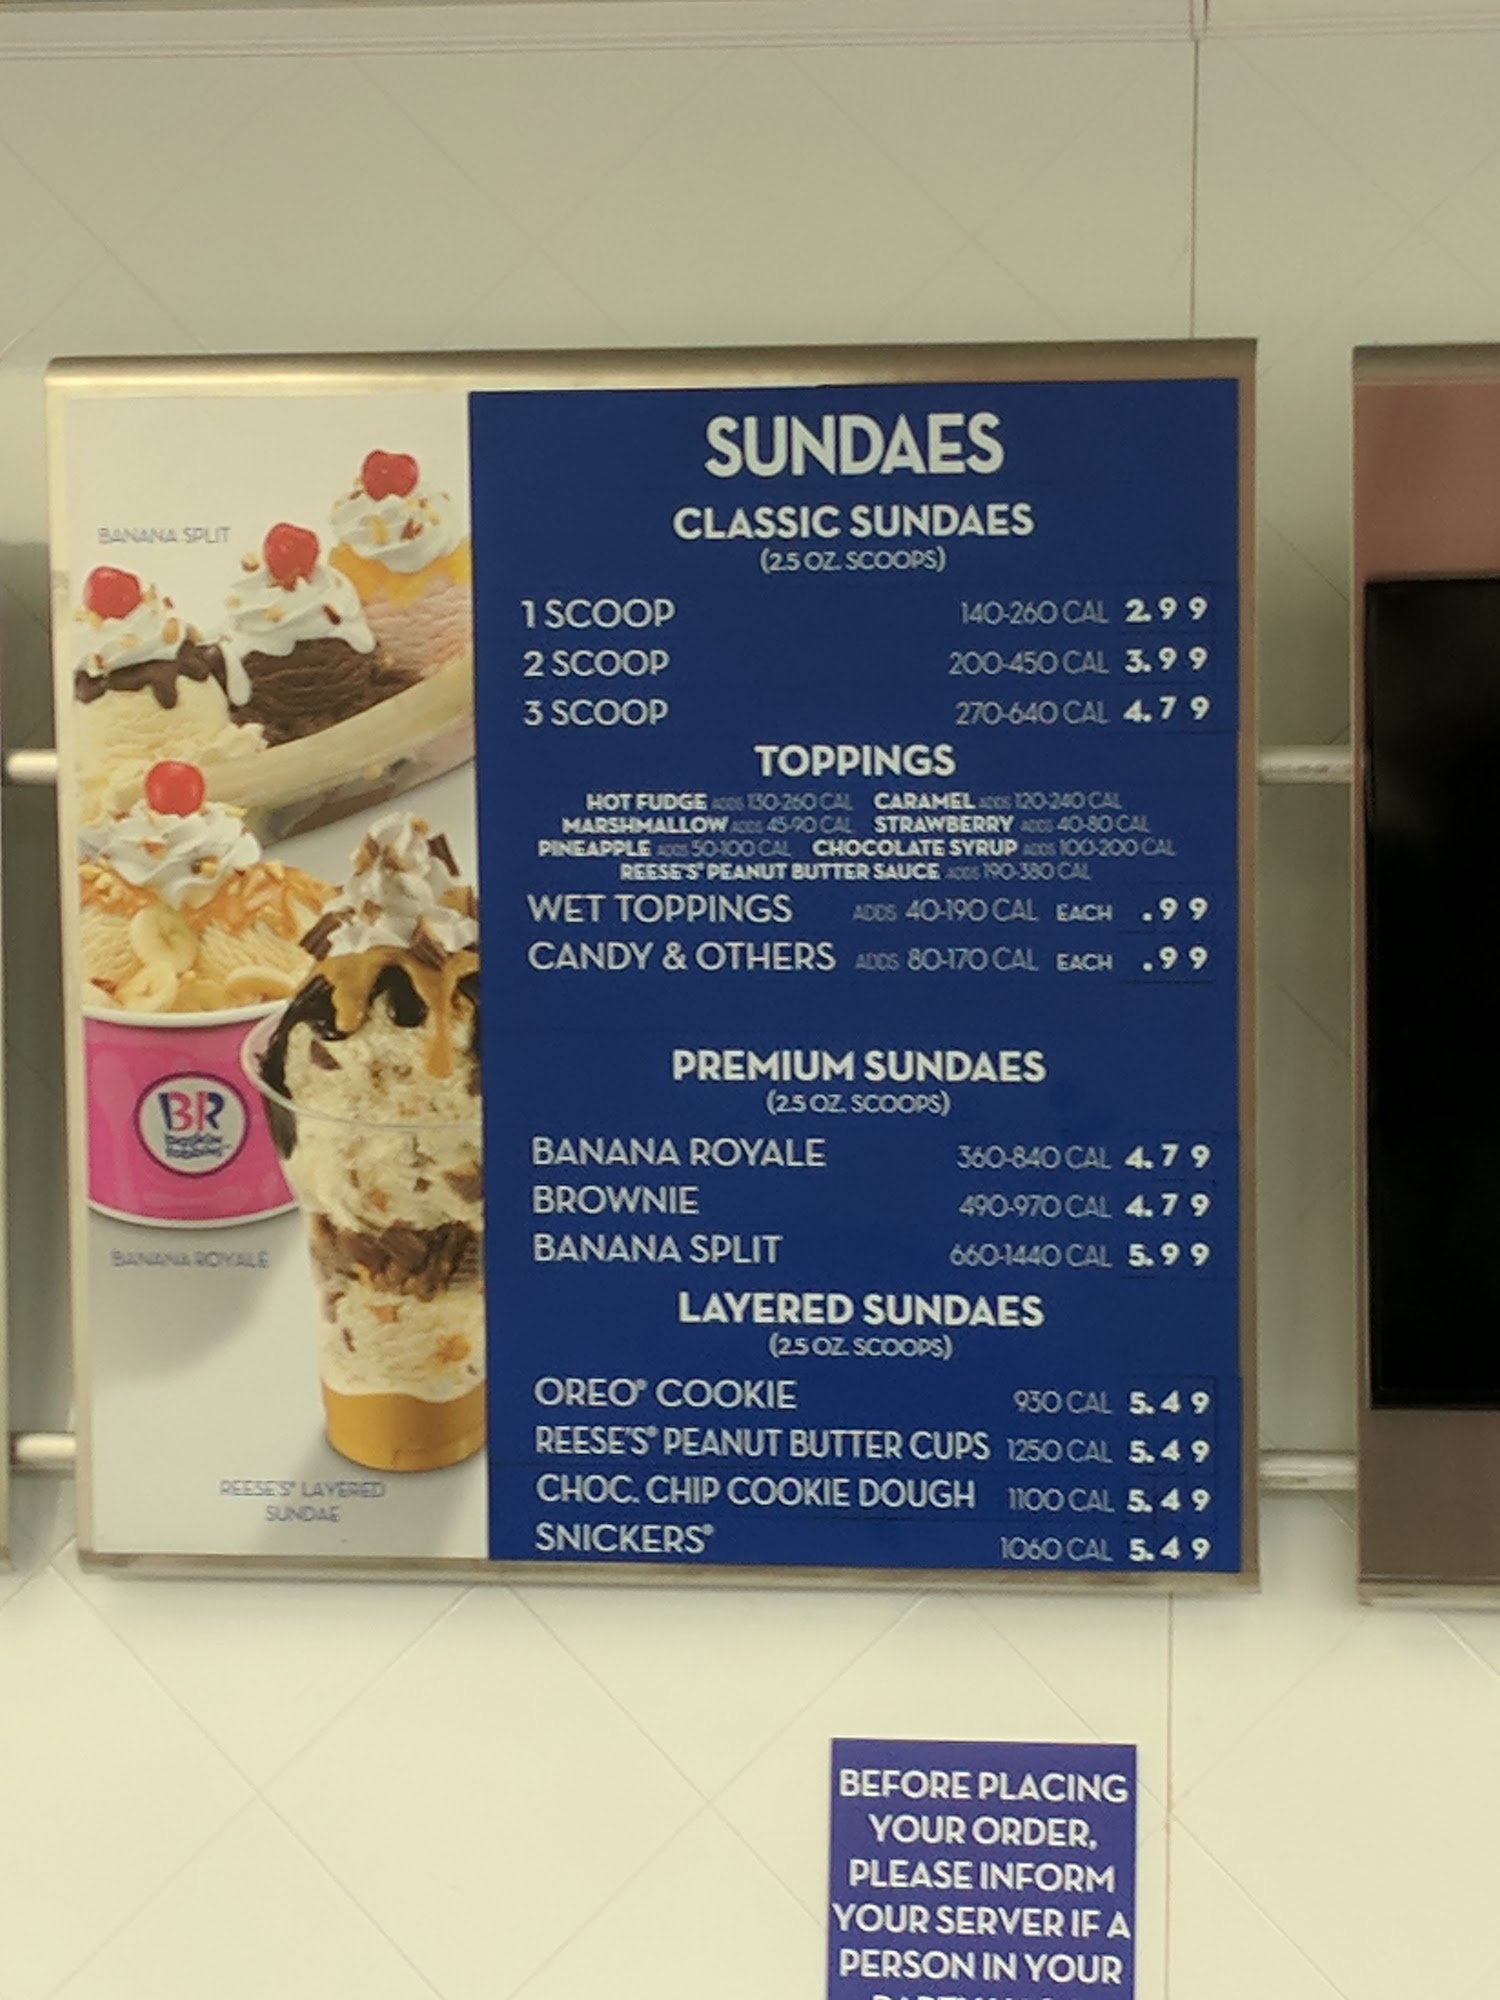 SUNDAES
CLASSIC SUNDAES
(2.5 OZ. SCOOPS)
1 SCOOP 140-260 CAL 2.99
2 SCOOP 200-450 CAL 3.99
3 SCOOP 270-640 CAL 4.79
TOPPINGS
HOT FUDGE ADDS 130-260 CAL CARAMEL ADDS 120-240 CAL
MARSHMALLOW ADDS 45-90 CAL STRAWBERRY ADDS 40-80 CAL
PINEAPPLE ADDS 50-100 CAL CHOCOLATE SYRUP ADDS 100-200 CAL
REESE'S® PEANUT BUTTER SAUCE ADDS 190-380 CAL
WET TOPPINGS ADDS 40-190 CAL EACH .99
CANDY & OTHERS ADDS 80-170 CAL EACH .99
PREMIUM SUNDAES
(2.5 OZ. SCOOPS)
BANANA ROYALE 360-840 CAL 4.79
BROWNIE 490-970 CAL 4.79
BANANA SPLIT 660-1440 CAL 5.99
LAYERED SUNDAES
(2.5 OZ. SCOOPS)
OREO® COOKIE 930 CAL 5.49
REESE'S® PEANUT BUTTER CUPS 1250 CAL 5.49
CHOC. CHIP COOKIE DOUGH 1100 CAL 5.49
SNICKERS® 1060 CAL 5.49
BANANA SPLIT
BR
baskin
robbins
BANANA ROYALE
REESE'S® LAYERED
SUNDAE
BEFORE PLACING
YOUR ORDER,
PLEASE INFORM
YOUR SERVER IF A
PERSON IN YOUR